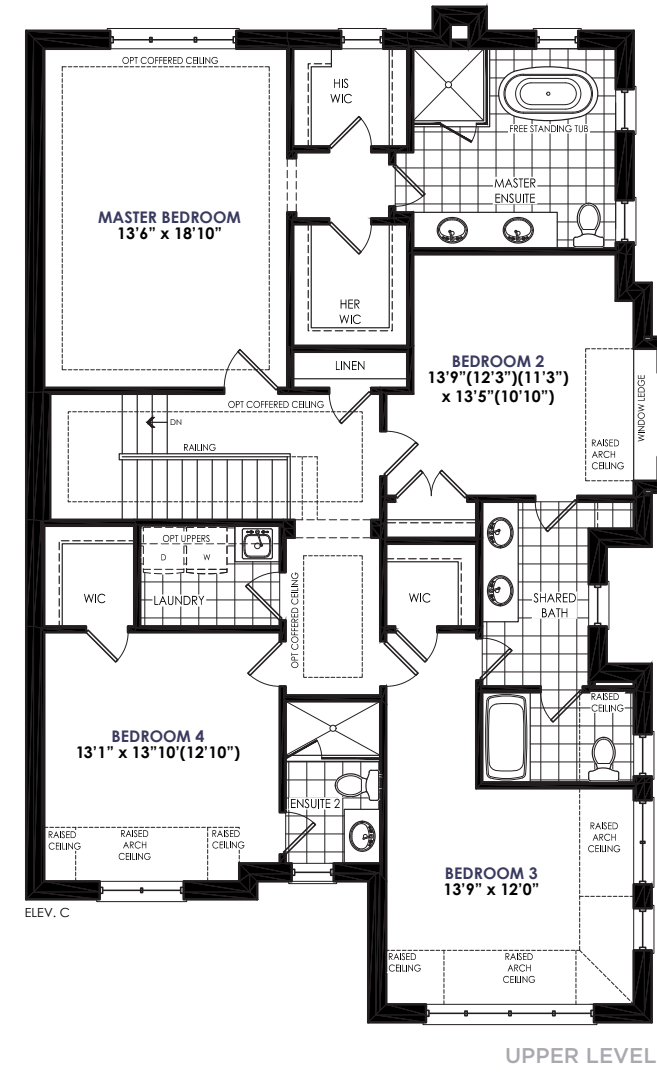 OPT COFFERED CEILING
HIS
WIC
FREE STANDING TUB
MASTER
ENSUITE
MASTER BEDROOM
13'6" x 18'10"
HER
WIC
LINEN
BEDROOM 2
13'9"(12'3")(11'3")
x 13'5"(10'10")
WINDOW LEDGE
RAISED
ARCH
CEILING
OPT COFFERED CEILING
DN
RAILING
OPT UPPERS
D
W
WIC
LAUNDRY
OPT COFFERED CEILING
WIC
SHARED
BATH
RAISED
CEILING
BEDROOM 4
13'1" x 13"10'(12'10")
ENSUITE 2
RAISED
CEILING
RAISED
ARCH
CEILING
RAISED
CEILING
RAISED
ARCH
CEILING
BEDROOM 3
13'9" x 12'0"
ELEV. C
RAISED
CEILING
RAISED
ARCH
CEILING
UPPER LEVEL